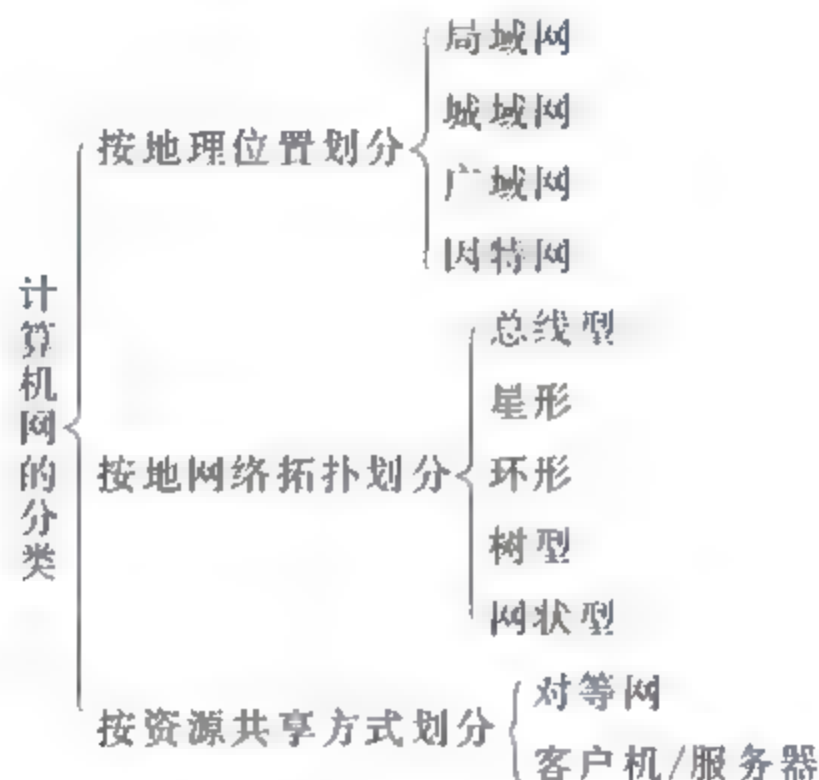 计算机网的分类
按地理位置划分
局域网
城域网
广域网
因特网
按地网络拓扑划分
总线型
星形
环形
树型
网状型
按资源共享方式划分
对等网
客户机/服务器